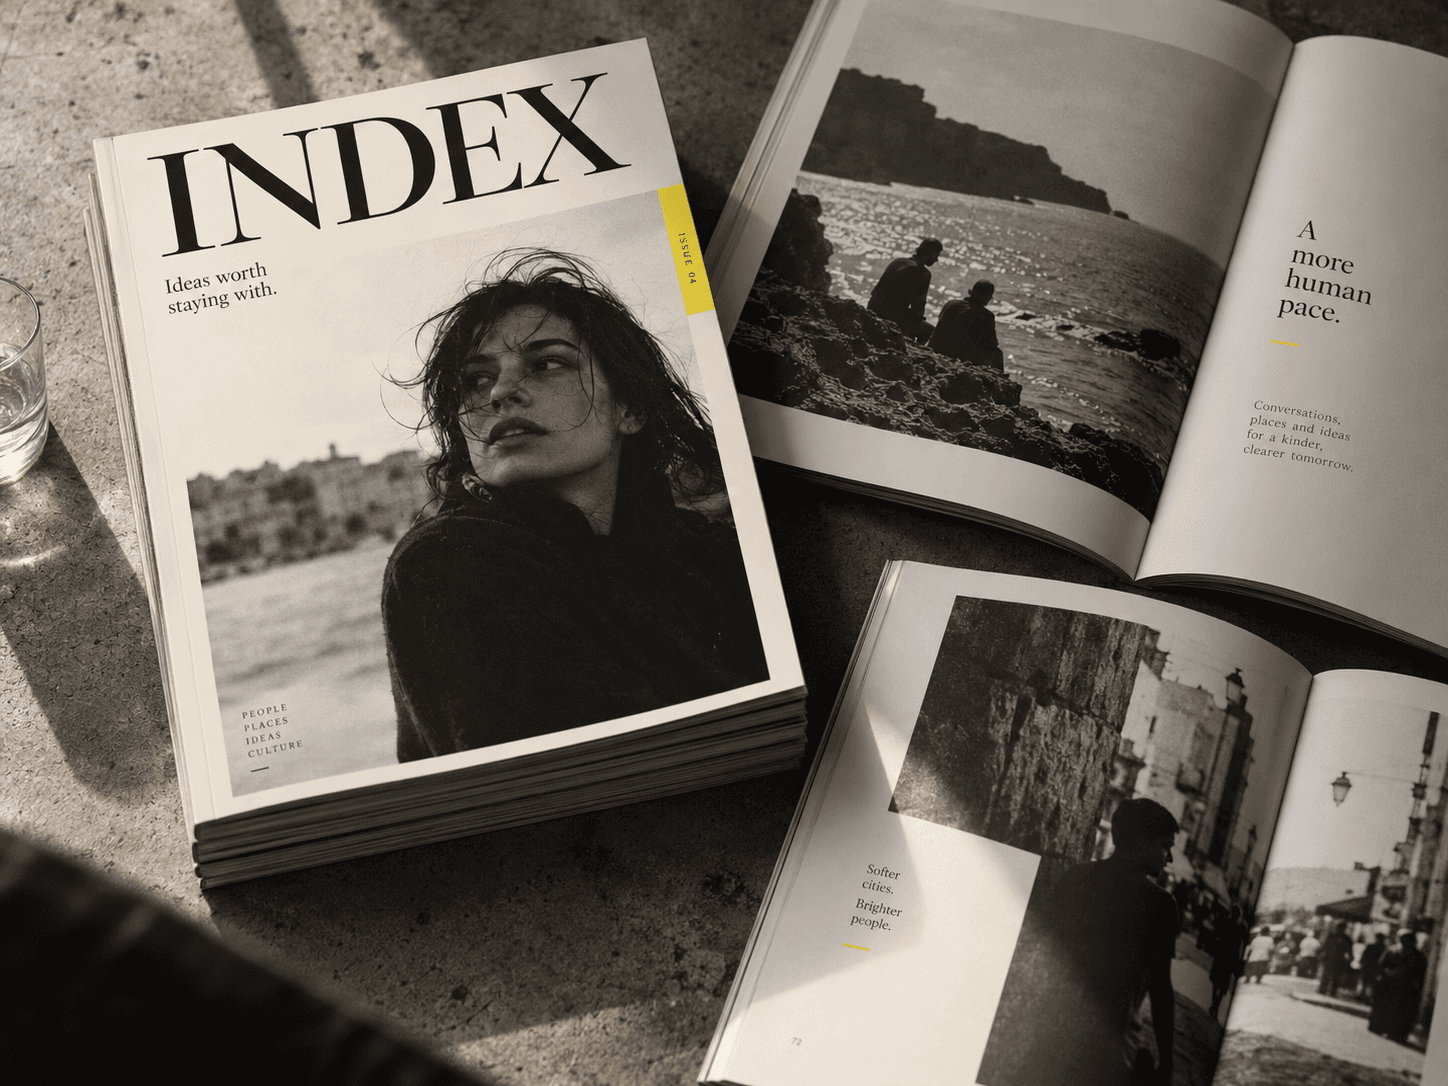 INDEX
Ideas worth
staying with.
ISSUE 04
PEOPLE
PLACES
IDEAS
CULTURE
A
more
human
pace.
Conversations,
places and ideas
for a kinder,
clearer tomorrow.
Softer
cities.
Brighter
people.
72